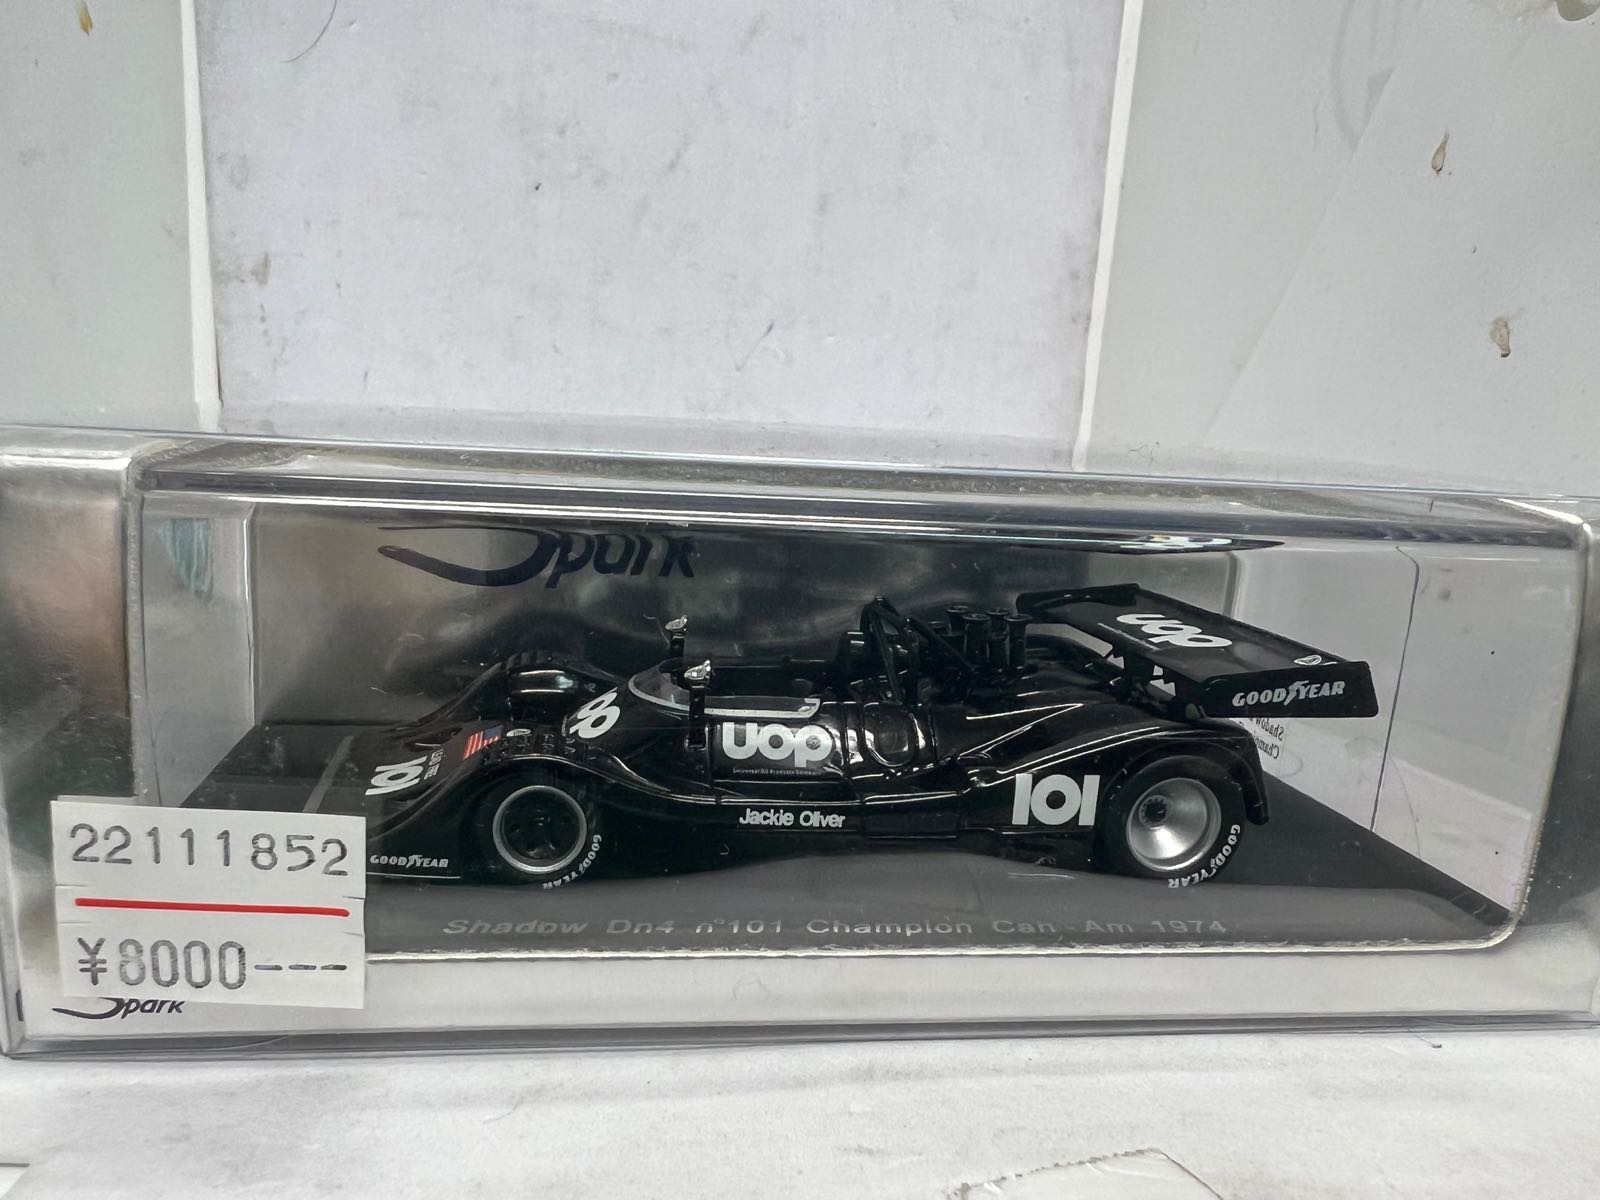 Spark
uop
GOODYEAR
uop
101
Jackie Oliver
101
GOODYEAR
GOODYEAR
GOODYEAR
Shadow Dn4 n°101 Champion Can-Am 1974
22111852
¥8000---
Spark